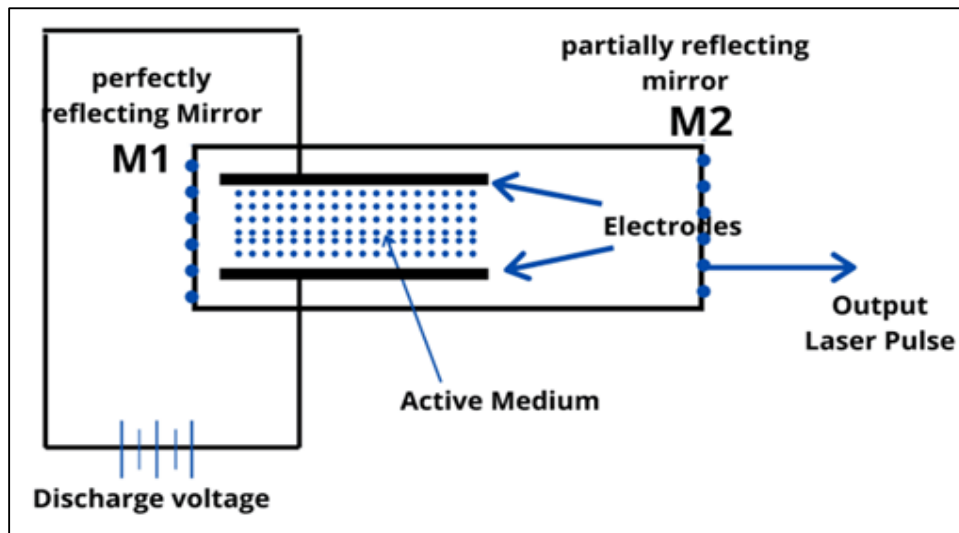 perfectly
reflecting Mirror
M1
partially reflecting
mirror
M2
Electrodes
Output
Laser Pulse
Active Medium
Discharge voltage